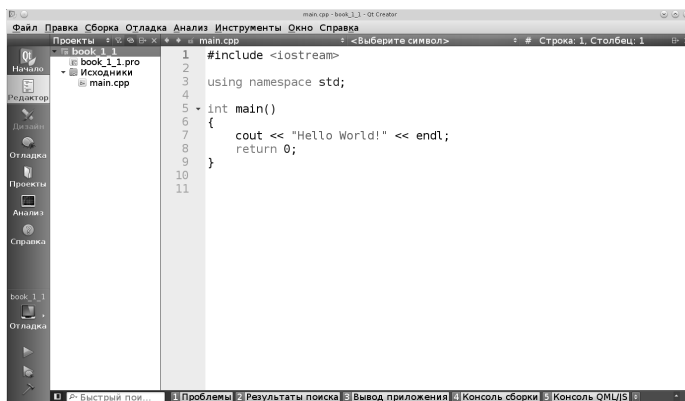 main.cpp - book_1_1 - Qt Creator
Файл Правка Сборка Отладка Анализ Инструменты Окно Справка
Проекты
main.cpp
<Выберите символ>
# Строка: 1, Столбец: 1
Начало
Редактор
Дизайн
Отладка
Проекты
Анализ
Справка
book_1_1
Отладка
book_1_1
book_1_1.pro
Исходники
main.cpp
1 #include <iostream>
2
3 using namespace std;
4
5 int main()
6 {
7 cout << "Hello World!" << endl;
8 return 0;
9 }
10
11
Быстрый пои...
1 Проблемы 2 Результаты поиска 3 Вывод приложения 4 Консоль сборки 5 Консоль QML/JS